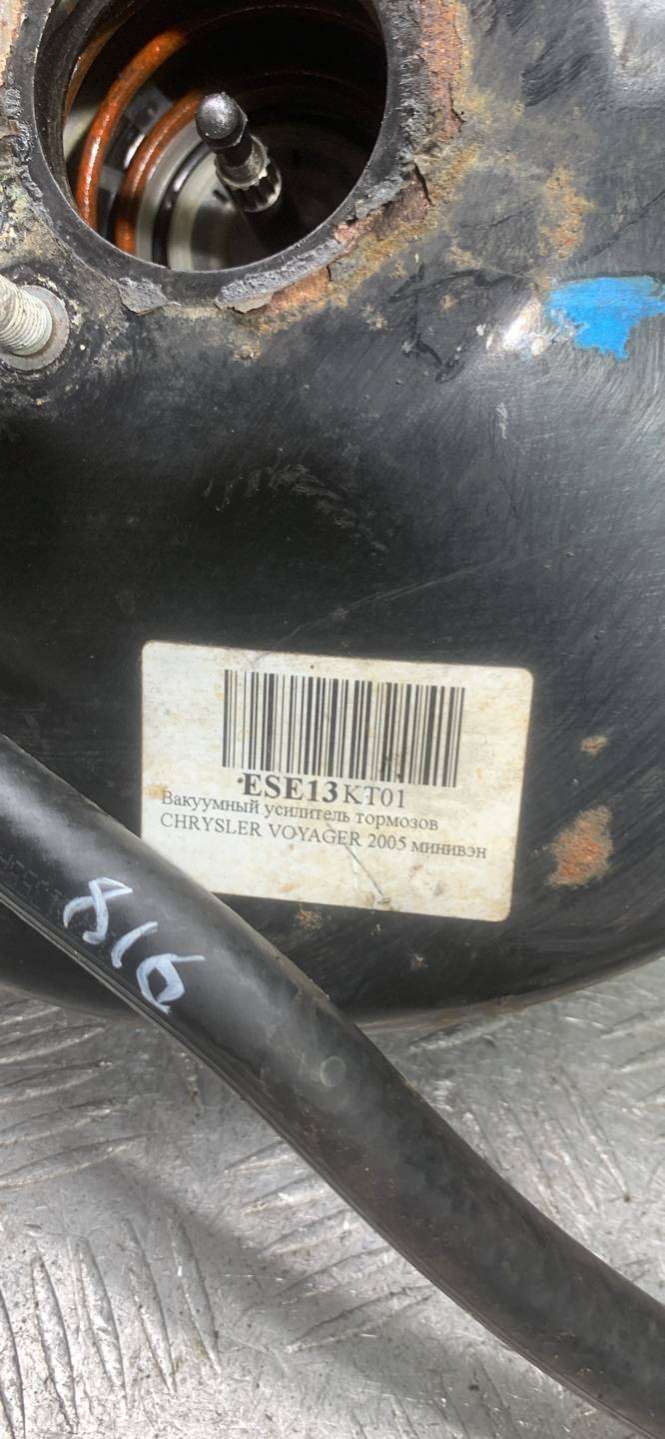 ESE13KT01
Вакуумный усилитель тормозов
CHRYSLER VOYAGER 2005 минивэн
816